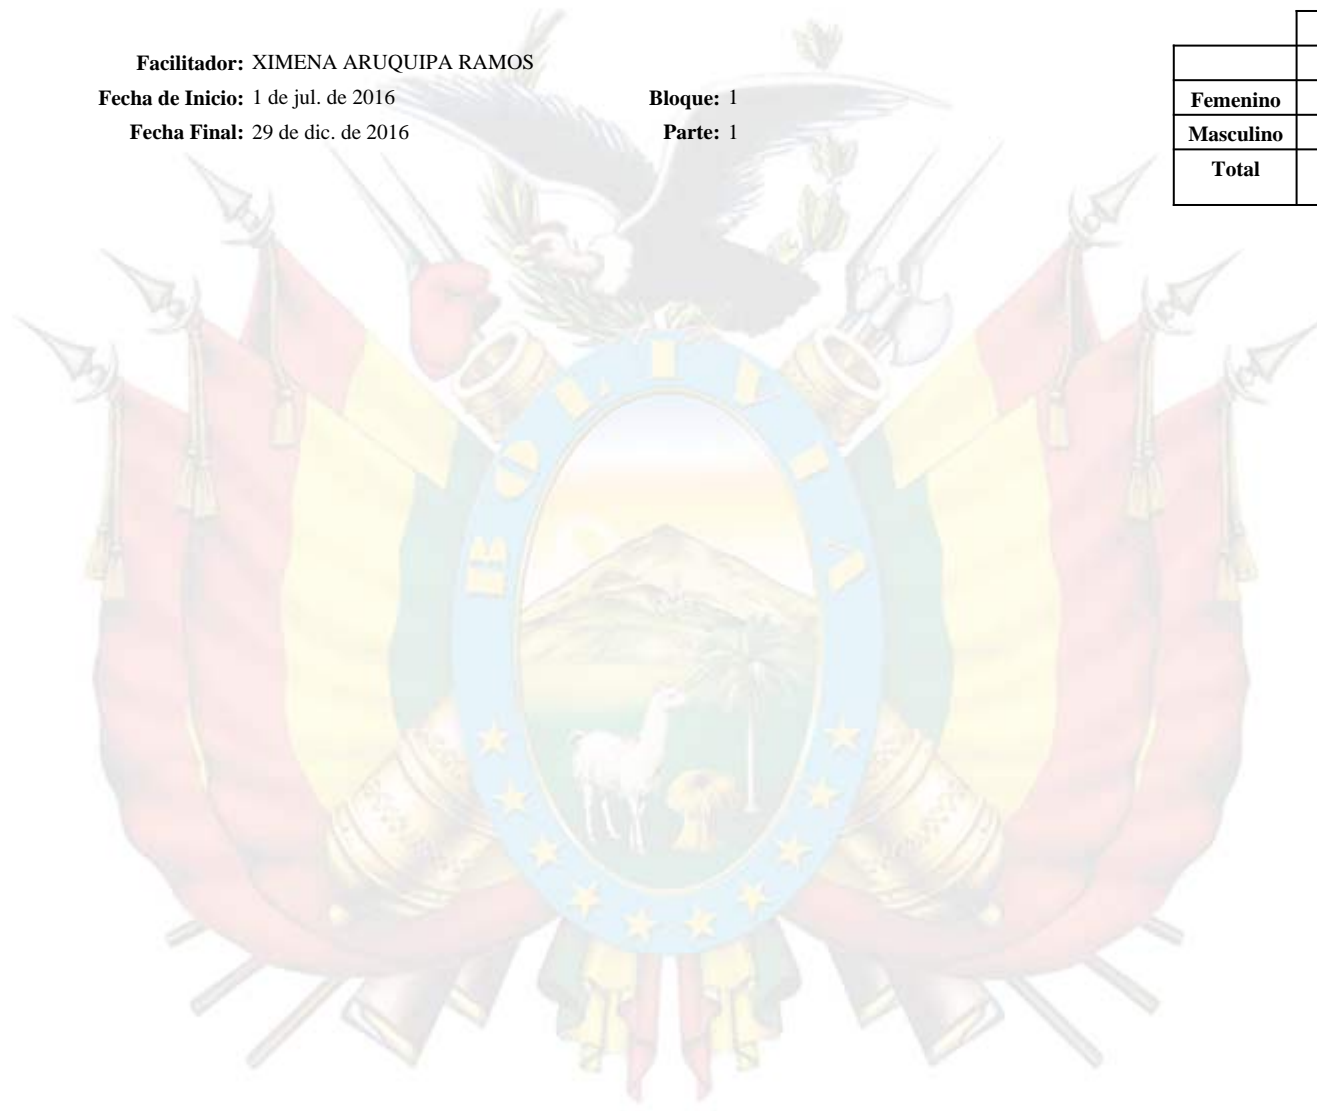 Facilitador: XIMENA ARUQUIPA RAMOS
Fecha de Inicio: 1 de jul. de 2016 Bloque: 1
Fecha Final: 29 de dic. de 2016 Parte: 1
Femenino
Masculino
Total
BOLIVIA